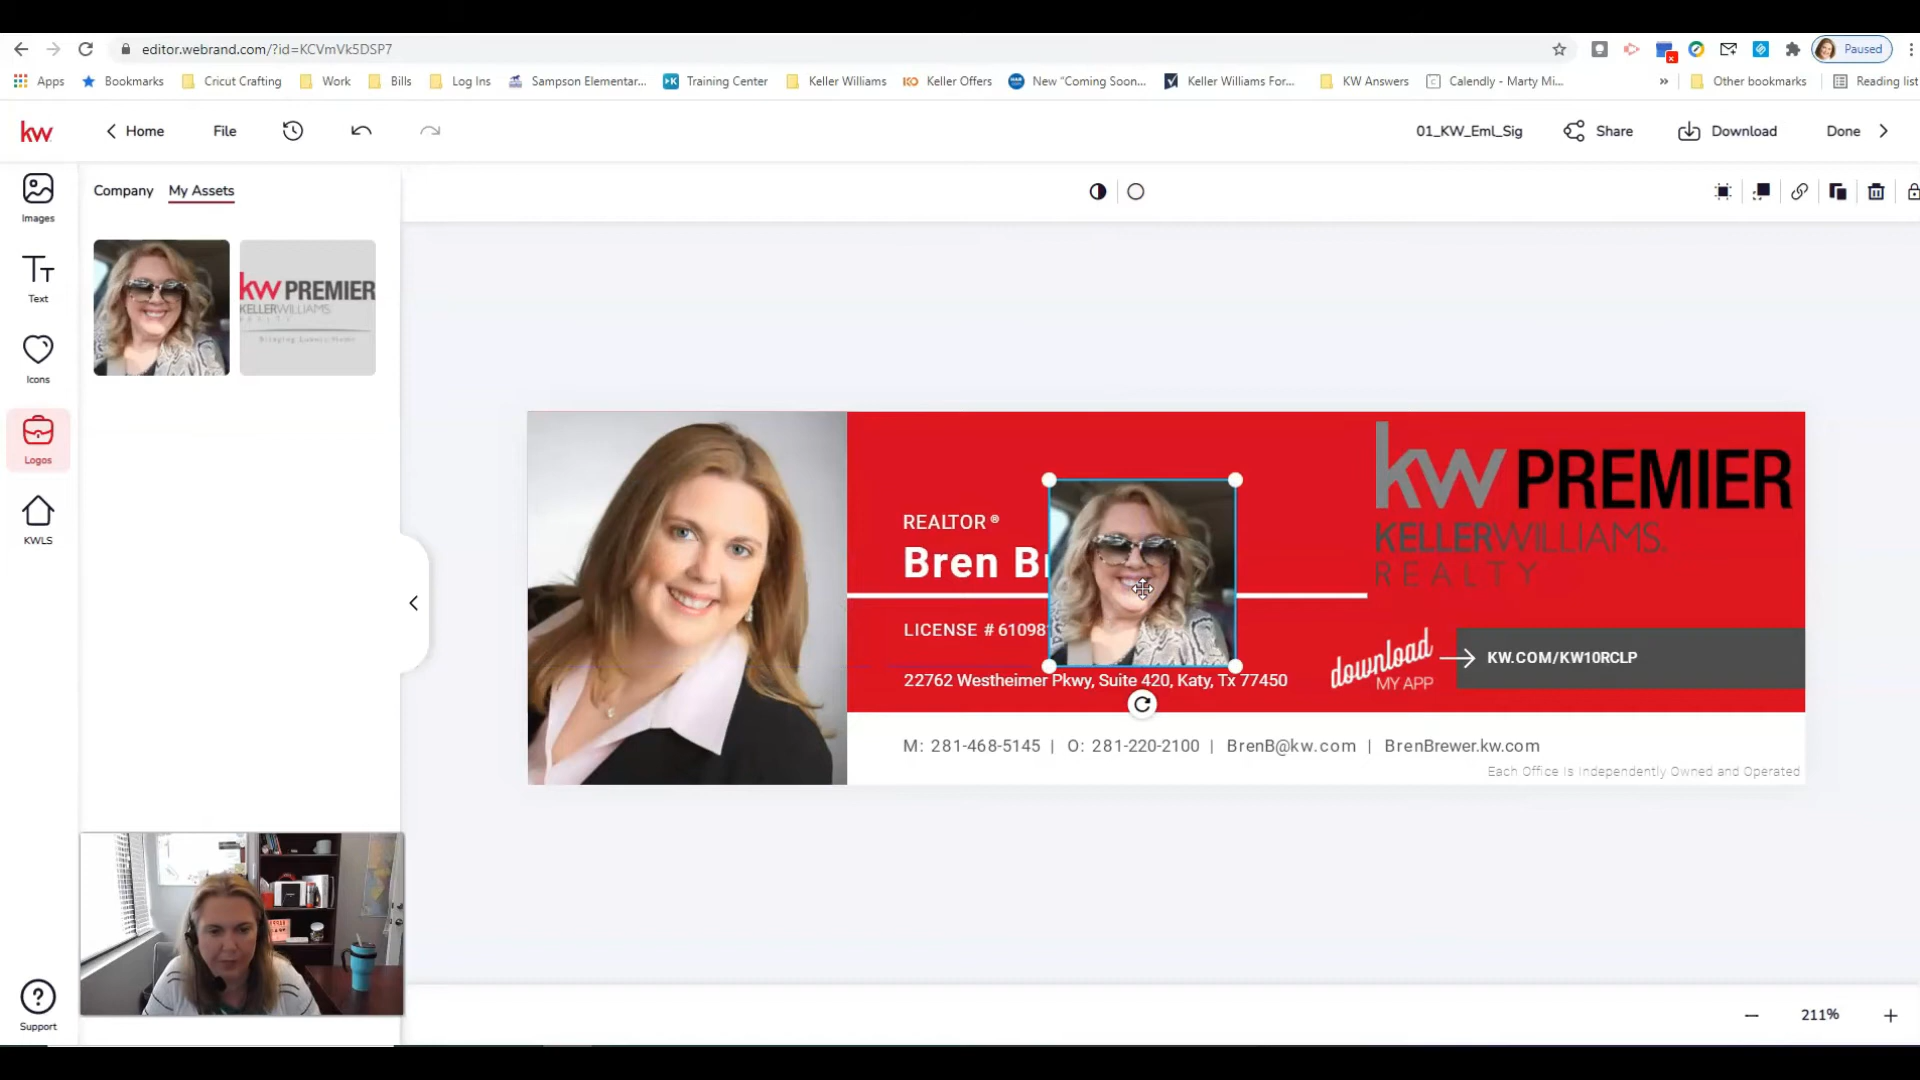 editor.webrand.com/?id=KCVmVk5DSP7
Paused
Apps
Bookmarks
Cricut Crafting
Work
Bills
Log Ins
Sampson Elementar...
Training Center
Keller Williams
Keller Offers
New "Coming Soon...
Keller Williams For...
KW Answers
Calendly - Marty Mi...
»
Other bookmarks
Reading list
kw
Home
File
01_KW_Eml_Sig
Share
Download
Done
Images
Text
Icons
Logos
KWLS
Support
Company
My Assets
kw PREMIER
KELLERWILLIAMS.
REALTOR®
Bren B
LICENSE # 61098
22762 Westheimer Pkwy, Suite 420, Katy, Tx 77450
kw PREMIER
KELLERWILLIAMS.
REALTY
download
MY APP
KW.COM/KW10RCLP
M: 281-468-5145 | O: 281-220-2100 | BrenB@kw.com | BrenBrewer.kw.com
Each Office Is Independently Owned and Operated
211%